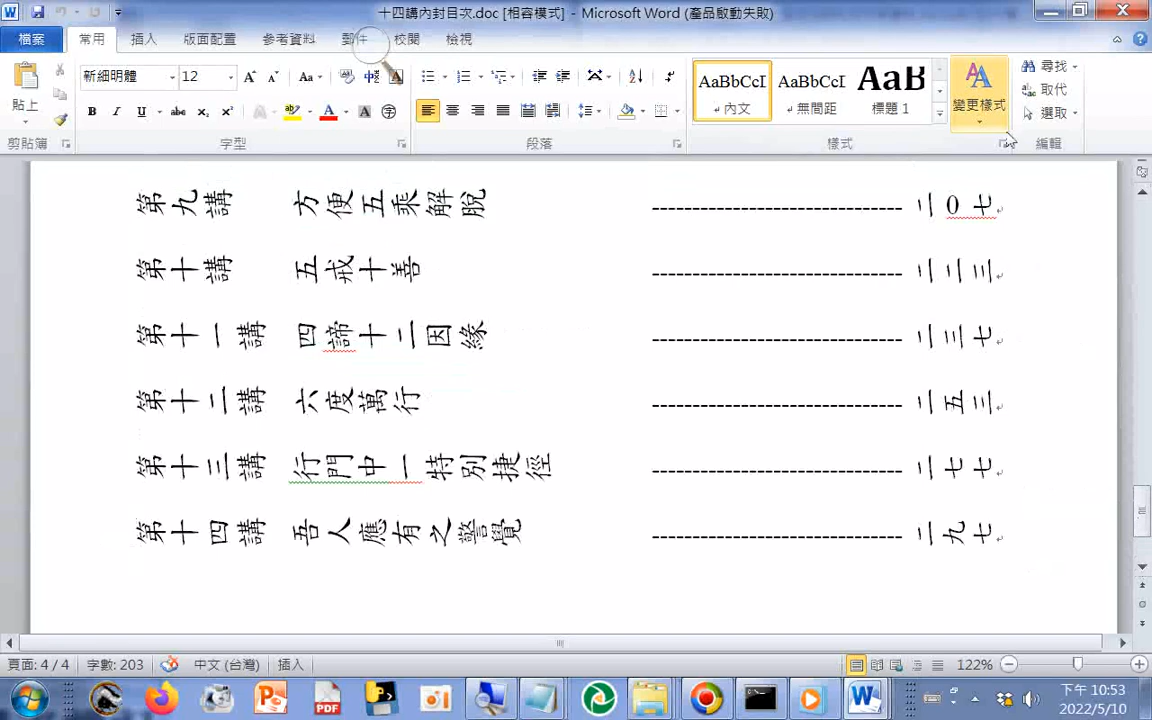 十四講內封目次.doc [相容模式] - Microsoft Word (產品啟動失敗)
檔案 常用 插入 版面配置 參考資料 郵件 校閱 檢視
新細明體 12 Aa 中 A 尋找
貼上 B I U abc x₂ x² A ab A A 字 取代
AaBbCcI AaBbCcI AaB 變更樣式
內文 無間距 標題 1 選取
剪貼簿 字型 段落 樣式 編輯
第九講 方便五乘解脫 ------------------------------- 二0七
第十講 五戒十善 ------------------------------- 二二三
第十一講 四諦十二因緣 ------------------------------- 二三七
第十二講 六度萬行 ------------------------------- 二五三
第十三講 行門中一特別捷徑 ------------------------------- 二七七
第十四講 吾人應有之警覺 ------------------------------- 二九七
頁面: 4 / 4 字數: 203 中文 (台灣) 插入 122%
PDF
下午 10:53
2022/5/10